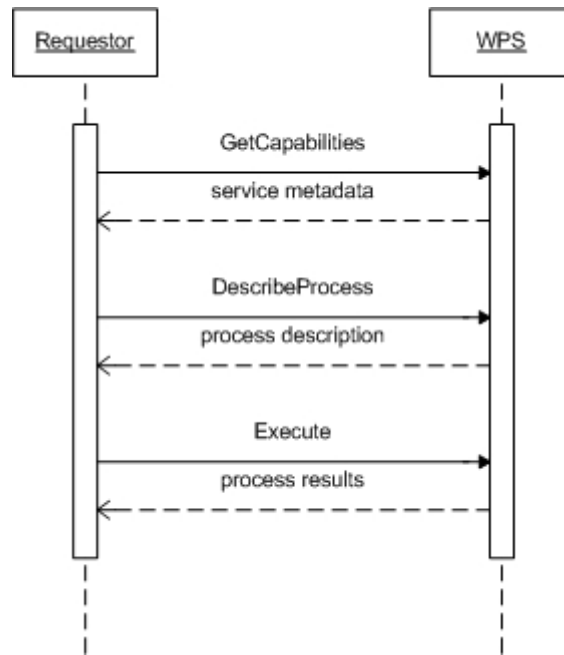 Requestor
WPS
GetCapabilities
service metadata
DescribeProcess
process description
Execute
process results